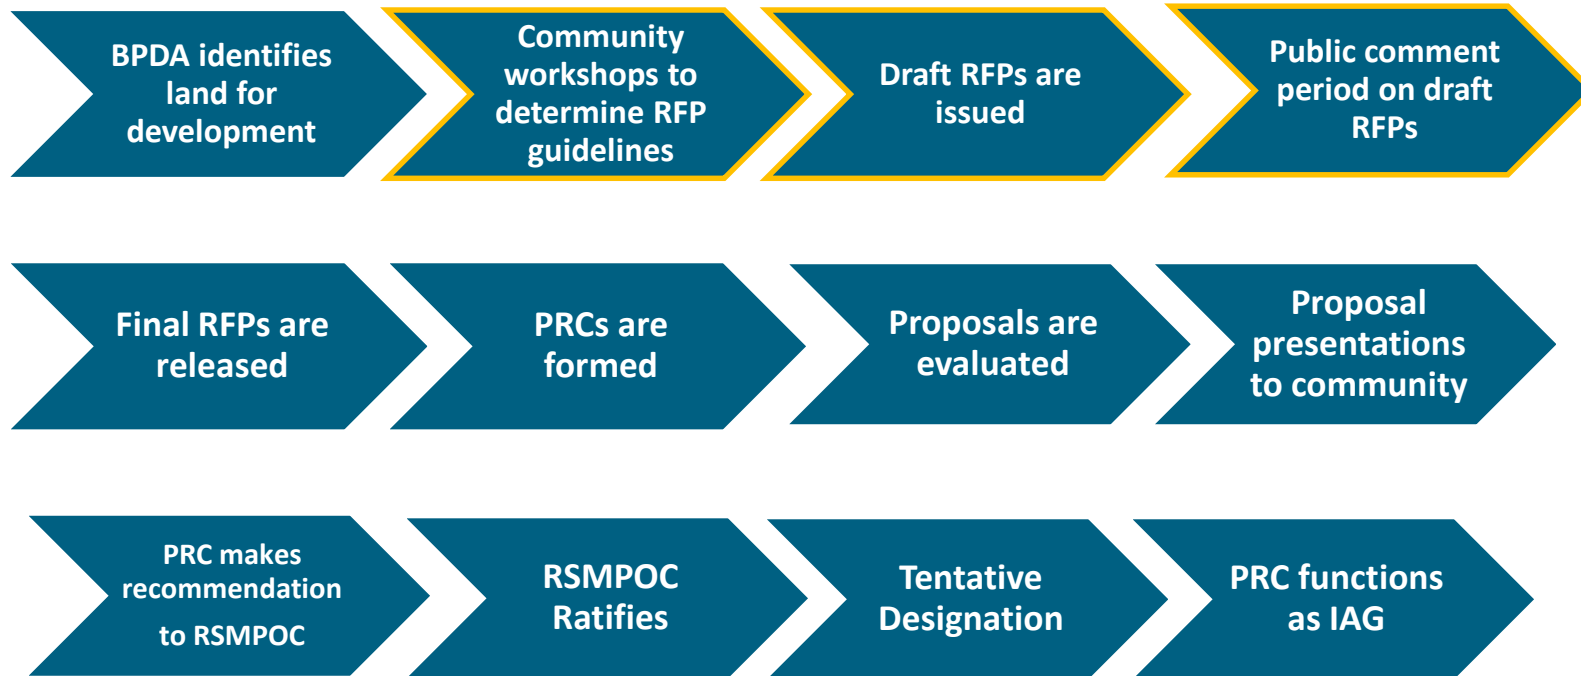 BPDA identifies
land for
development
Community
workshops to
determine RFP
guidelines
Draft RFPs are
issued
Public comment
period on draft
RFPs
Final RFPs are
released
PRCs are
formed
Proposals are
evaluated
Proposal
presentations
to community
PRC makes
recommendation
to RSMPOC
RSMPOC
Ratifies
Tentative
Designation
PRC functions
as IAG